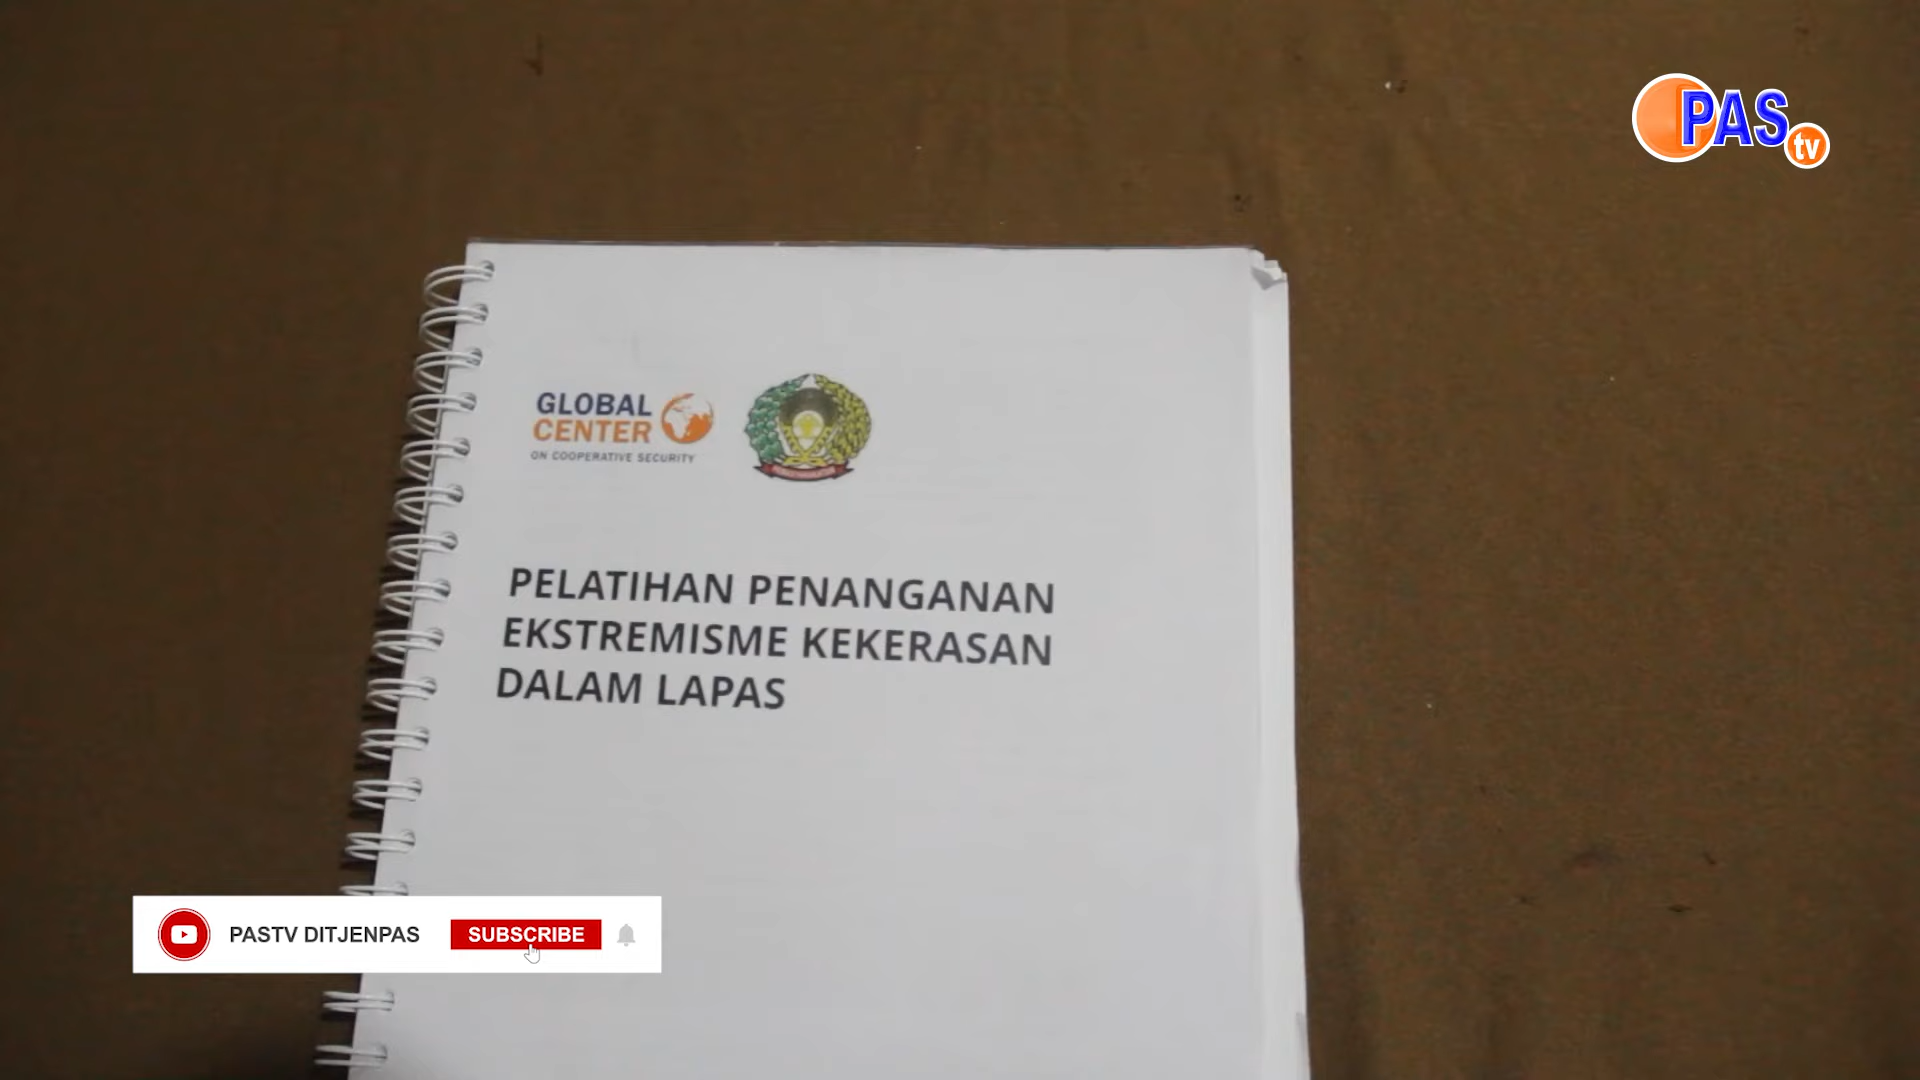 PAS
tv
GLOBAL
CENTER
ON COOPERATIVE SECURITY
PELATIHAN PENANGANAN
EKSTREMISME KEKERASAN
DALAM LAPAS
PASTV DITJENPAS SUBSCRIBE